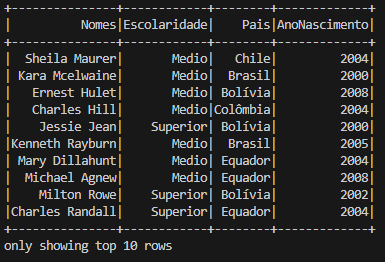 +---------------+------------+--------+-------------+
|          Nomes|Escolaridade|    Pais|AnoNascimento|
+---------------+------------+--------+-------------+
|  Sheila Maurer|       Medio|   Chile|         2004|
| Kara Mcelwaine|       Medio|  Brasil|         2000|
|   Ernest Hulet|       Medio| Bolívia|         2008|
|   Charles Hill|       Medio|Colômbia|         2004|
|    Jessie Jean|    Superior| Bolívia|         2000|
|Kenneth Rayburn|       Medio|  Brasil|         2005|
| Mary Dillahunt|       Medio| Equador|         2004|
|  Michael Agnew|       Medio| Equador|         2008|
|    Milton Rowe|    Superior| Bolívia|         2002|
|Charles Randall|    Superior| Equador|         2004|
+---------------+------------+--------+-------------+
only showing top 10 rows